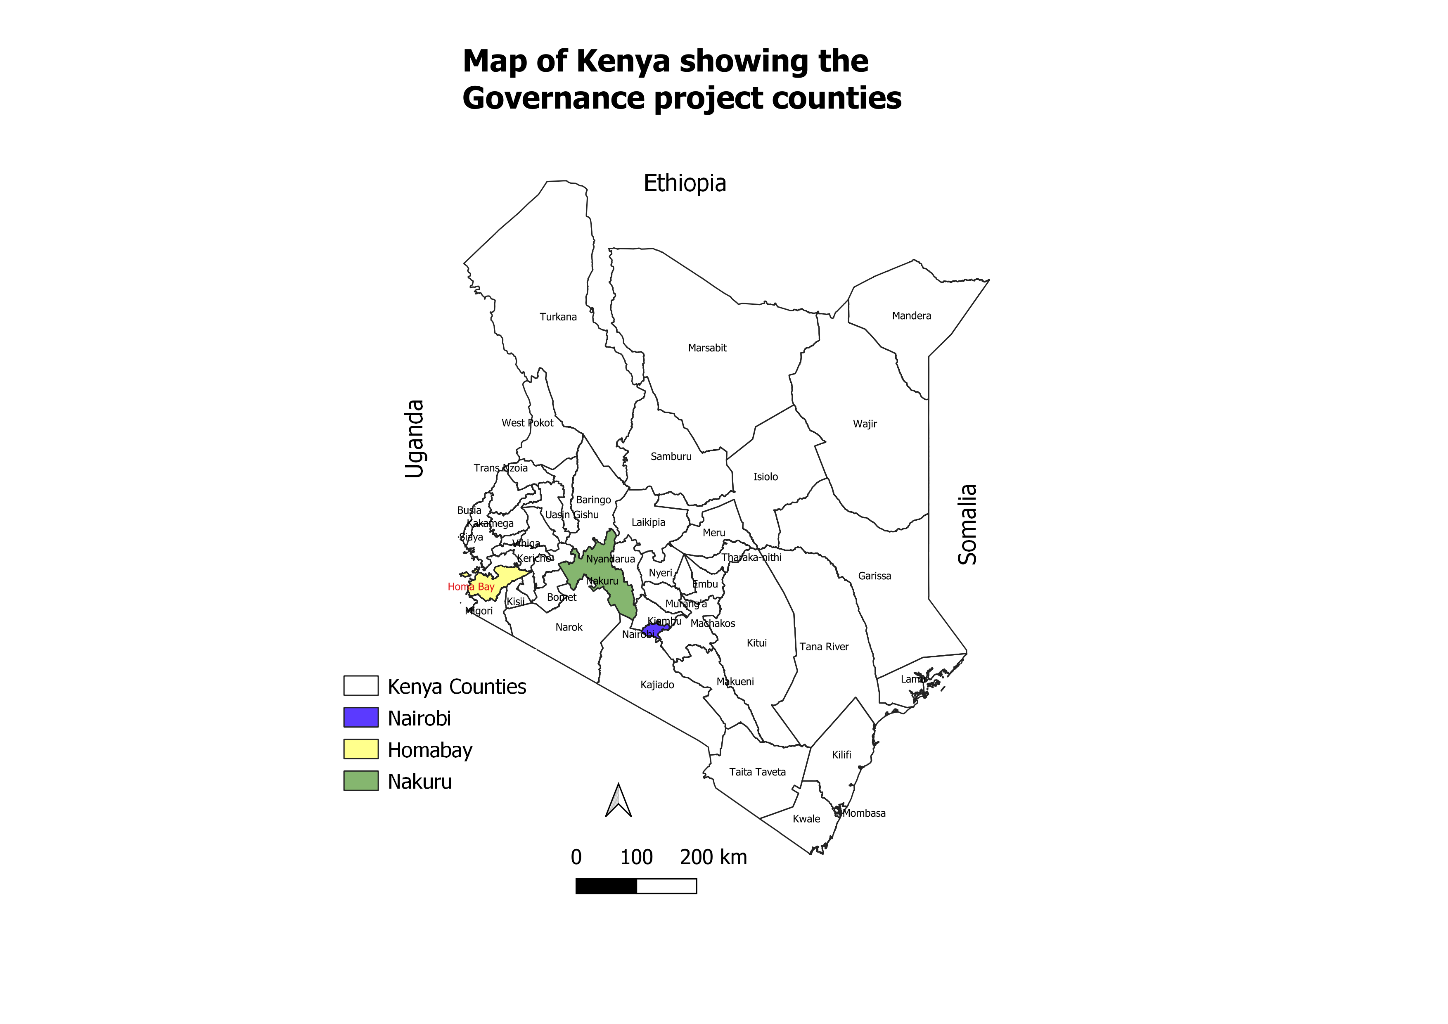 Map of Kenya showing the
Governance project counties
Ethiopia
Uganda
Somalia
Turkana
Marsabit
Mandera
Wajir
West Pokot
Samburu
Isiolo
Trans Nzoia
Baringo
Busia
Uasin Gishu
Kakamega
Laikipia
Siaya
Meru
Vihiga
Kericho
Nyandarua
Tharaka-nithi
Nyeri
Garissa
Nakuru
Homa Bay
Embu
Bomet
Kisii
Murang'a
Migori
Kiambu
Machakos
Narok
Nairobi
Kitui
Tana River
Kajiado
Makueni
Lamu
Kilifi
Taita Taveta
Kwale
Mombasa
Kenya Counties
Nairobi
Homabay
Nakuru
0 100 200 km